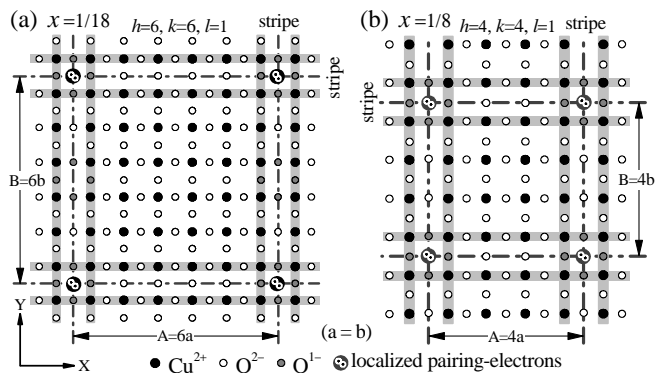 (a) x = 1/18 h=6, k=6, l=1 stripe
stripe
B=6b
A=6a
Y
X
(b) x = 1/8 h=4, k=4, l=1 stripe
stripe
B=4b
A=4a
(a = b)
Cu2+ O2− O1− localized pairing-electrons